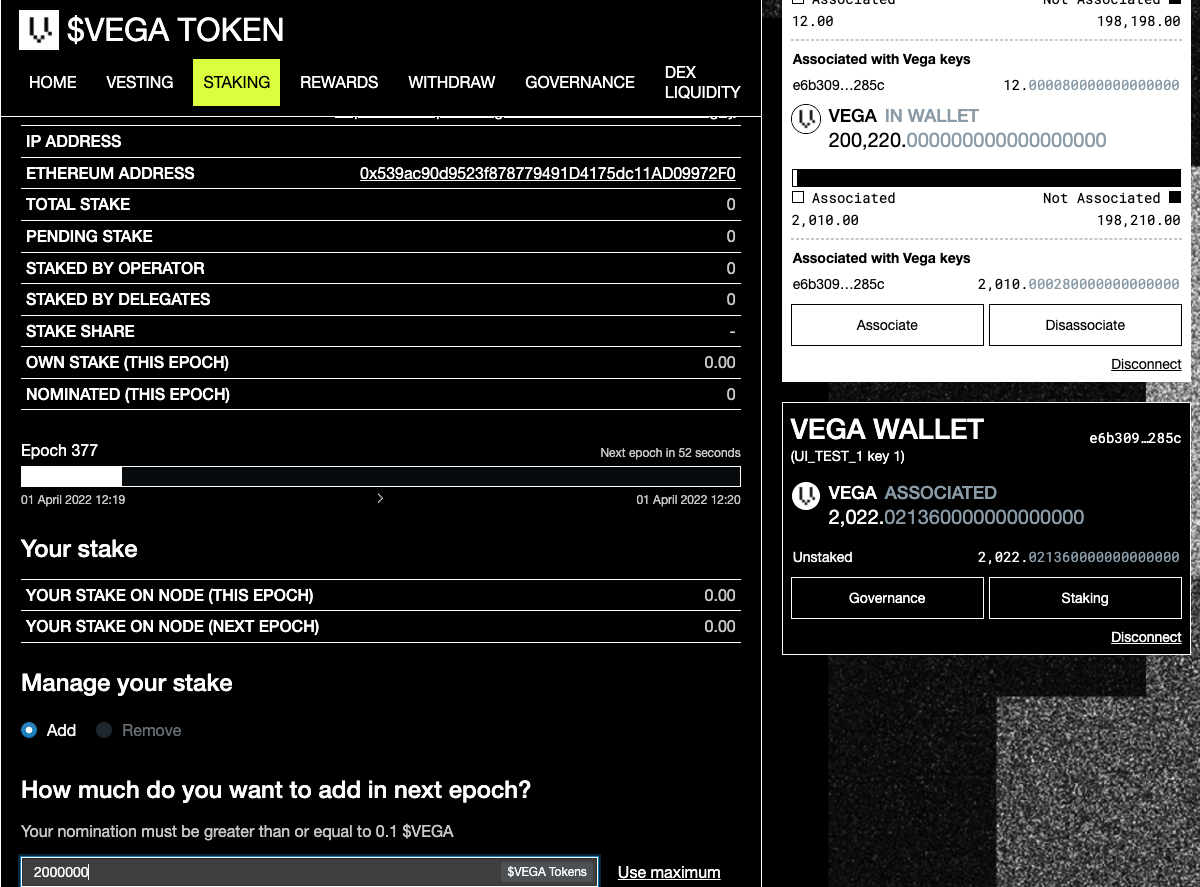 $VEGA TOKEN
HOME VESTING STAKING REWARDS WITHDRAW GOVERNANCE DEX LIQUIDITY
IP ADDRESS
ETHEREUM ADDRESS 0x539ac90d9523f878779491D4175dc11AD09972F0
TOTAL STAKE 0
PENDING STAKE 0
STAKED BY OPERATOR 0
STAKED BY DELEGATES 0
STAKE SHARE -
OWN STAKE (THIS EPOCH) 0.00
NOMINATED (THIS EPOCH) 0
Epoch 377 Next epoch in 52 seconds
01 April 2022 12:19 > 01 April 2022 12:20
Your stake
YOUR STAKE ON NODE (THIS EPOCH) 0.00
YOUR STAKE ON NODE (NEXT EPOCH) 0.00
Manage your stake
Add Remove
How much do you want to add in next epoch?
Your nomination must be greater than or equal to 0.1 $VEGA
2000000 $VEGA Tokens Use maximum
Associated Not Associated
12.00 198,198.00
Associated with Vega keys
e6b309…285c 12.000080000000000000
VEGA IN WALLET
200,220.000000000000000000
Associated Not Associated
2,010.00 198,210.00
Associated with Vega keys
e6b309…285c 2,010.000280000000000000
Associate Disassociate
Disconnect
VEGA WALLET e6b309…285c
(UI_TEST_1 key 1)
VEGA ASSOCIATED
2,022.021360000000000000
Unstaked 2,022.021360000000000000
Governance Staking
Disconnect